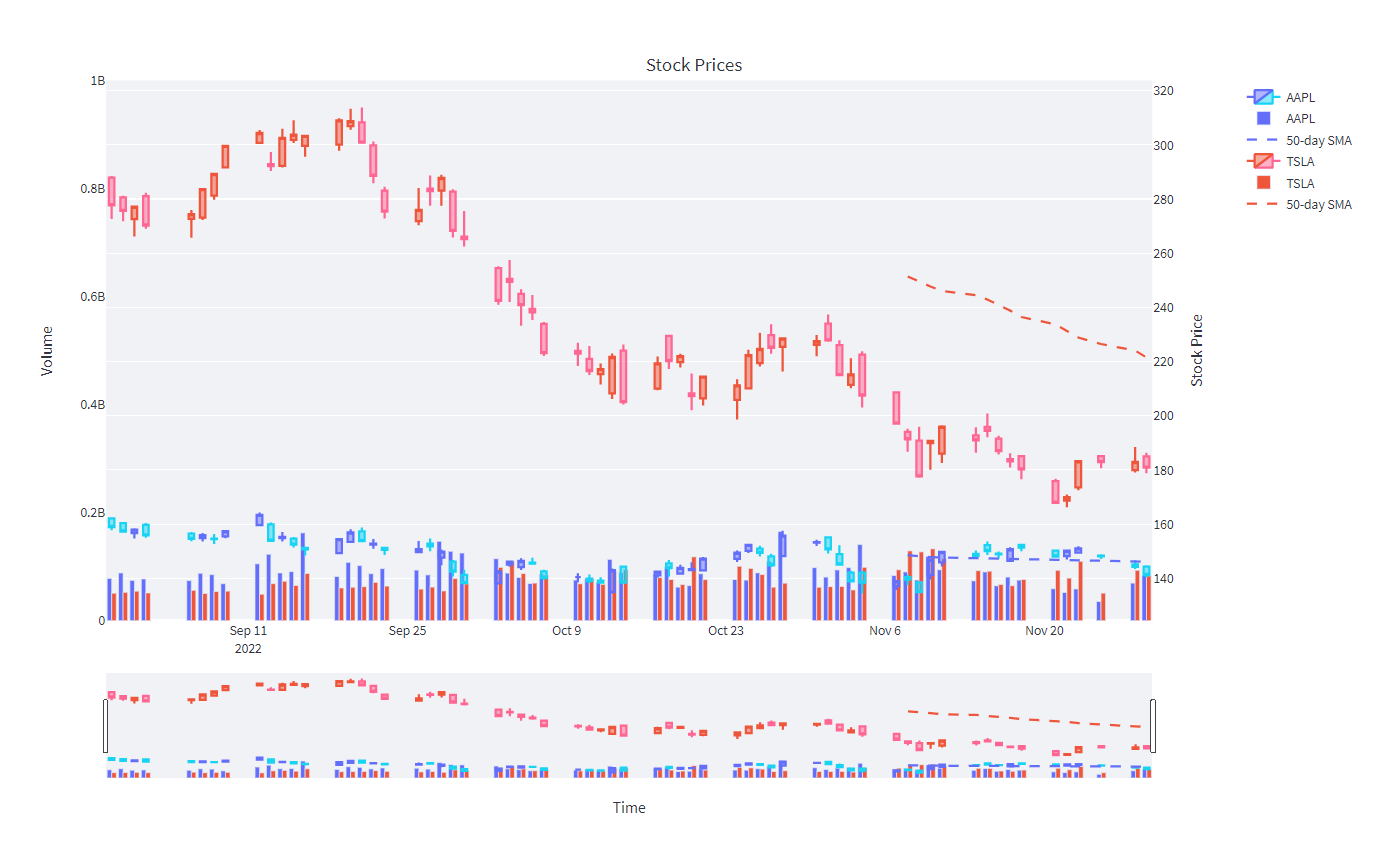 Stock Prices
1B
0.8B
0.6B
0.4B
0.2B
0
Volume
320
300
280
260
240
220
200
180
160
140
Stock Price
Sep 11
2022
Sep 25
Oct 9
Oct 23
Nov 6
Nov 20
Time
AAPL
AAPL
50-day SMA
TSLA
TSLA
50-day SMA